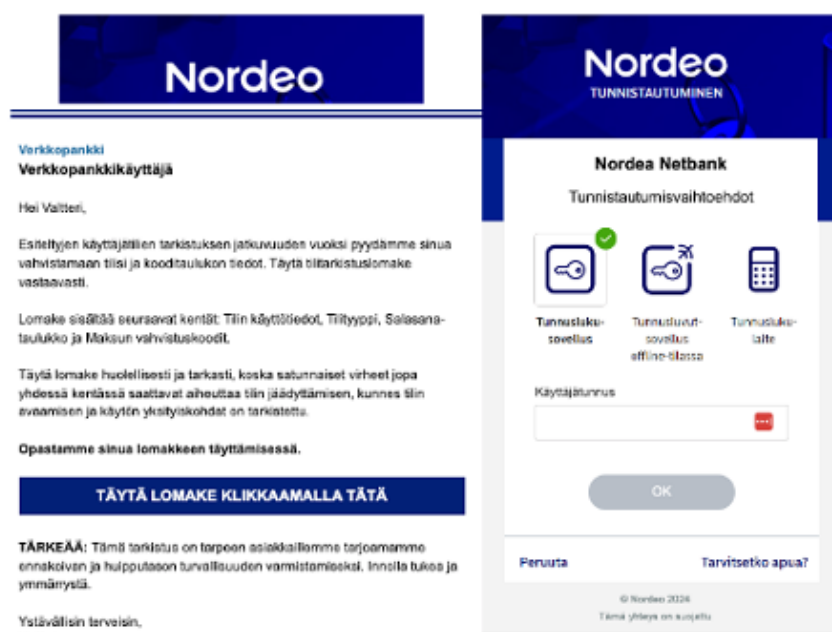 Nordeo
Verkkopankki
Verkkopankkikäyttäjä
Hei Valtteri,
Esiteltyjen käyttäjätilien tarkistuksen jatkuvuuden vuoksi pyydämme sinua
vahvistamaan tilisi ja kooditaulukon tiedot. Täytä tilitarkistuslomake
vastaavasti.
Lomake sisältää seuraavat kentät: Tilin käyttötiedot, Tilityyppi, Salasana-
taulukko ja Maksun vahvistuskoodit.
Täytä lomake huolellisesti ja tarkasti, koska satunnaiset virheet jopa
yhdessä kentässä saattavat aiheuttaa tilin jäädyttämisen, kunnes tilin
avaamisen ja käytön yksityiskohdat on tarkistettu.
Opastamme sinua lomakkeen täyttämisessä.
TÄYTÄ LOMAKE KLIKKAAMALLA TÄTÄ
TÄRKEÄÄ: Tämä tarkistus on tarpeen asiakkaillemme tarjoamamme
ennakoivan ja huipputason turvallisuuden varmistamiseksi. Innolla tukea ja
ymmärrystä.
Ystävällisin terveisin,
Nordeo
TUNNISTAUTUMINEN
Nordea Netbank
Tunnistautumisvaihtoehdot
Tunnusluku-
sovellus
Tunnusluvut-
sovellus
offline-tilassa
Tunnusluku-
laite
Käyttäjätunnus
OK
Peruuta
Tarvitsetko apua?
© Nordeo 2024
Tämä yhteys on suojattu